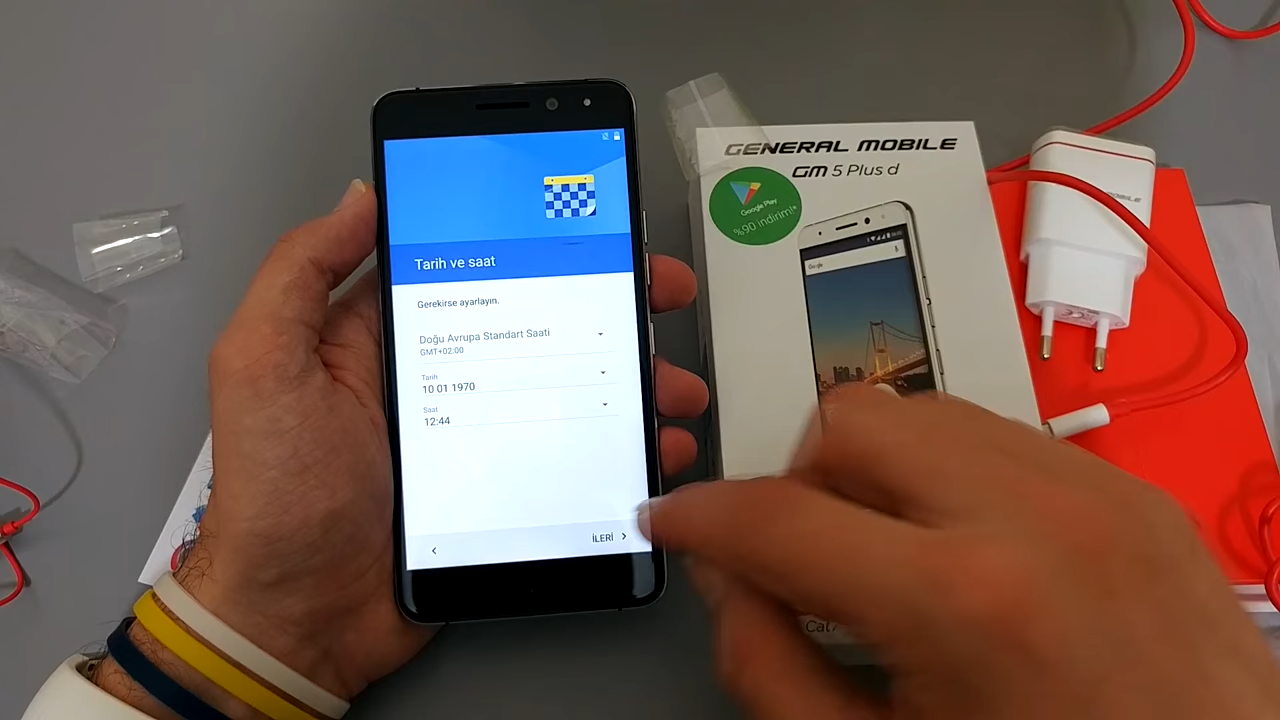 Tarih ve saat
Gerekirse ayarlayın.
Doğu Avrupa Standart Saati
GMT+02:00
Tarih
10 01 1970
Saat
12:44
İLERİ
GENERAL MOBILE
GM 5 Plus d
Google Play
%90 indirim!*
Google